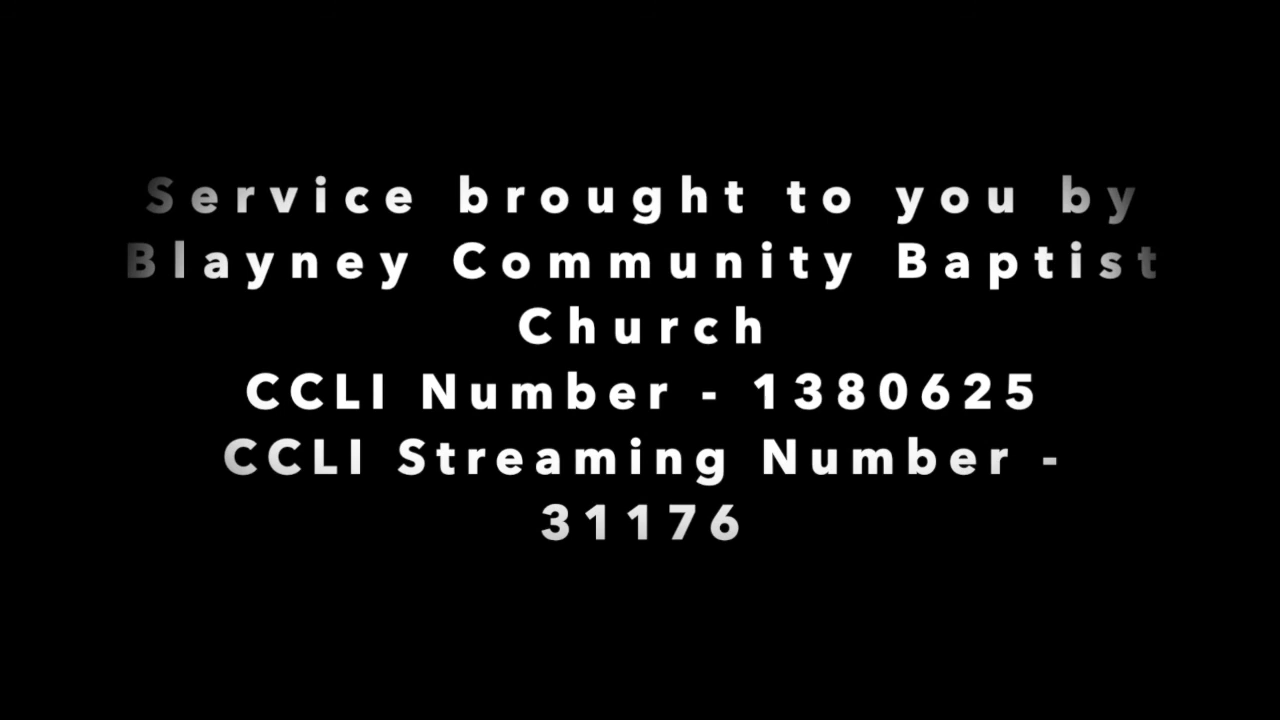 Service brought to you by
Blayney Community Baptist
Church
CCLI Number - 1380625
CCLI Streaming Number -
31176